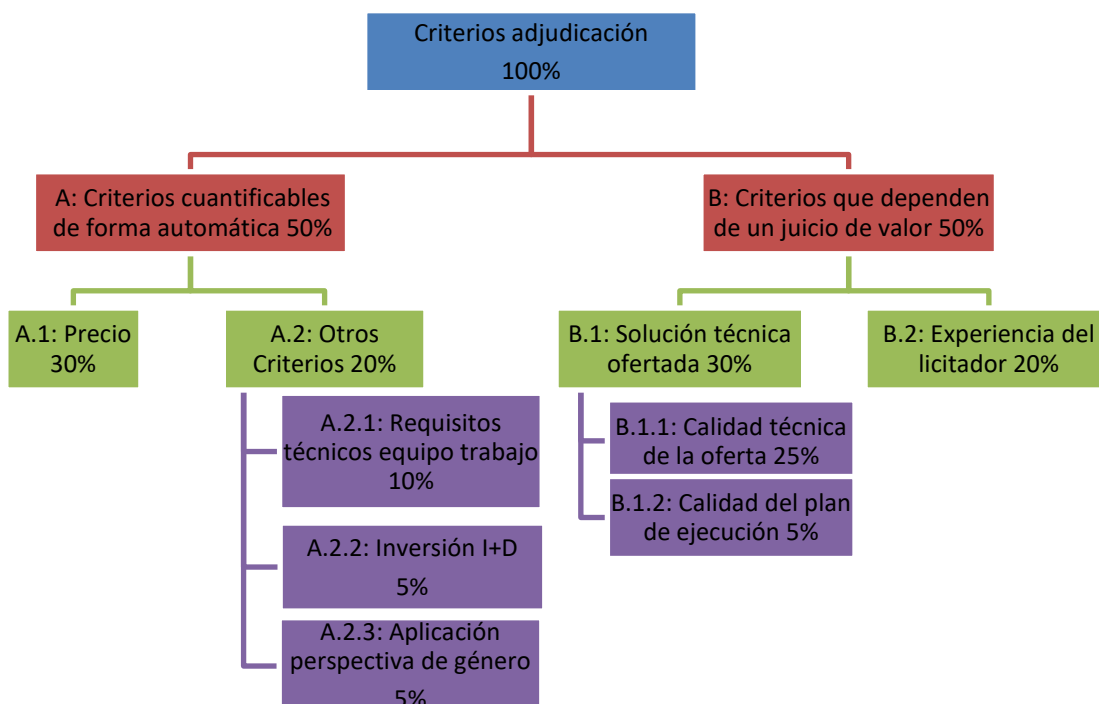 Criterios adjudicación
100%
A: Criterios cuantificables
de forma automática 50%
B: Criterios que dependen
de un juicio de valor 50%
A.1: Precio
30%
A.2: Otros
Criterios 20%
B.1: Solución técnica
ofertada 30%
B.2: Experiencia del
licitador 20%
A.2.1: Requisitos
técnicos equipo trabajo
10%
A.2.2: Inversión I+D
5%
A.2.3: Aplicación
perspectiva de género
5%
B.1.1: Calidad técnica
de la oferta 25%
B.1.2: Calidad del plan
de ejecución 5%